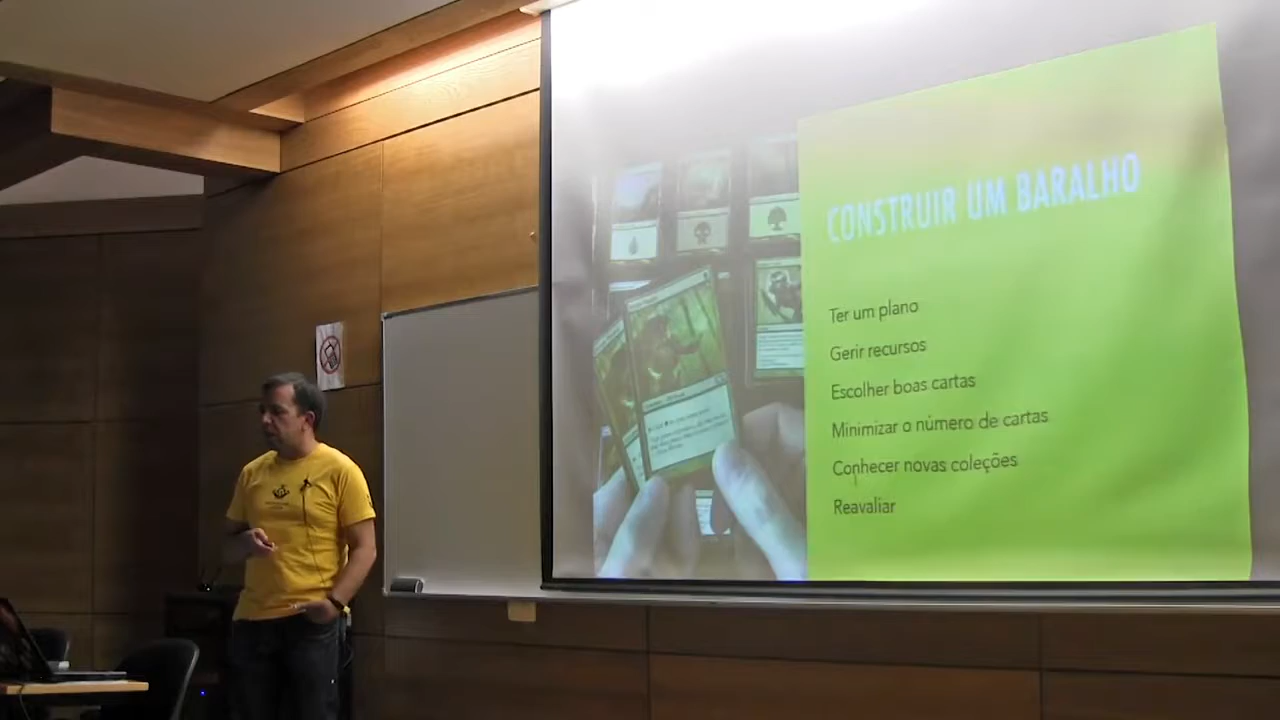 CONSTRUIR UM BARALHO
Ter um plano
Gerir recursos
Escolher boas cartas
Minimizar o número de cartas
Conhecer novas coleções
Reavaliar